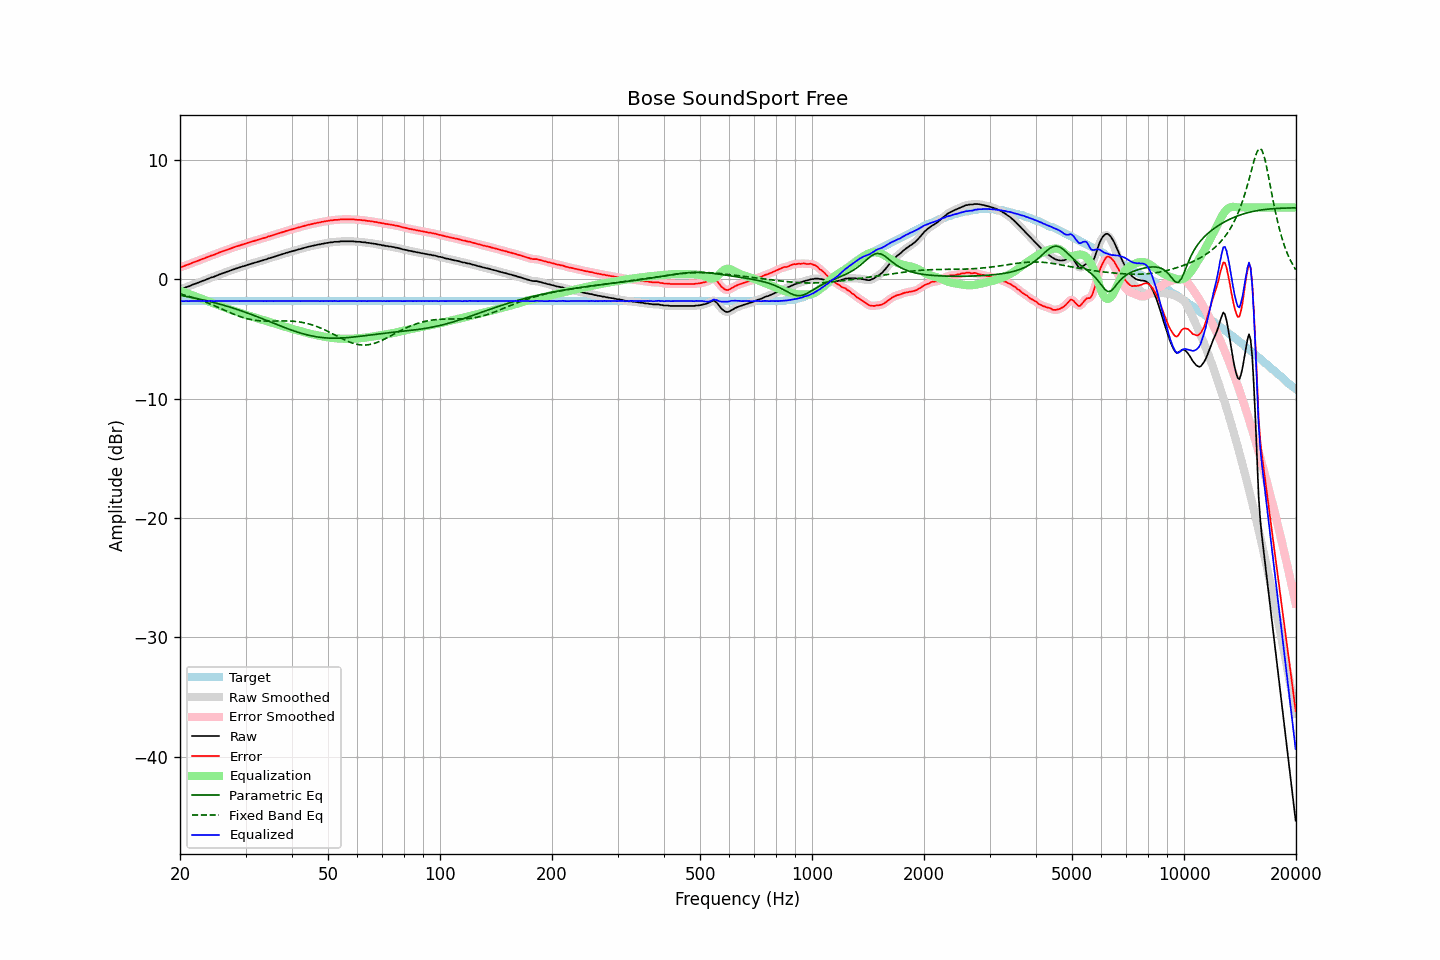 Bose SoundSport Free
Amplitude (dBr)
10
0
−10
−20
−30
−40
Target
Raw Smoothed
Error Smoothed
Raw
Error
Equalization
Parametric Eq
Fixed Band Eq
Equalized
20 50 100 200 500 1000 2000 5000 10000 20000
Frequency (Hz)